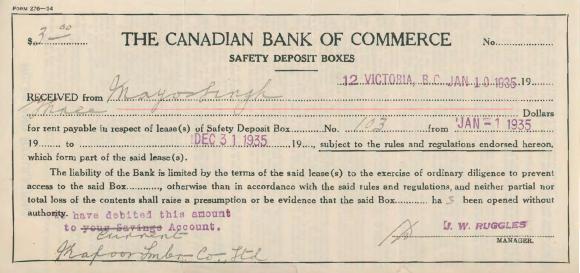 FORM 276—34
$ 3.00
THE CANADIAN BANK OF COMMERCE
No.
SAFETY DEPOSIT BOXES
12 VICTORIA, B.C. JAN 10 1935 19
RECEIVED from Mayo Singh
Three Dollars
for rent payable in respect of lease(s) of Safety Deposit Box No. 103 from JAN -1 1935
19 to DEC 31 1935 19, subject to the rules and regulations endorsed hereon,
which form part of the said lease(s).
The liability of the Bank is limited by the terms of the said lease(s) to the exercise of ordinary diligence to prevent
access to the said Box, otherwise than in accordance with the said rules and regulations, and neither partial nor
total loss of the contents shall raise a presumption or be evidence that the said Box ha s been opened without
authority.
have debited this amount
to your Savings Account.
current
J. W. RUGGLES
MANAGER.
Mapoor Lmbr Co., Ltd